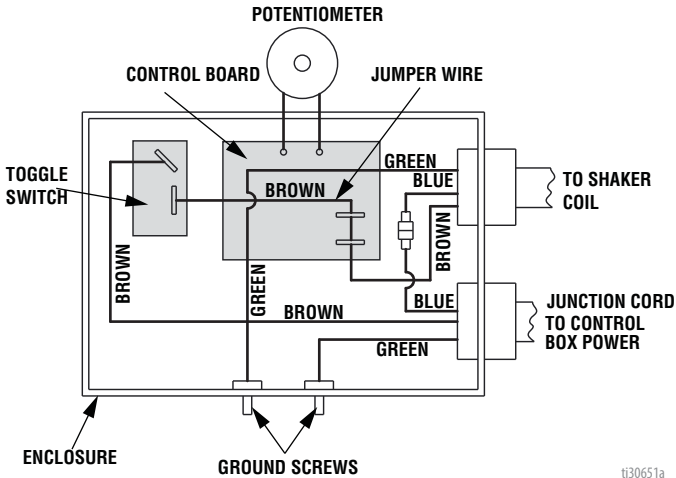 POTENTIOMETER
CONTROL BOARD
JUMPER WIRE
TOGGLE
SWITCH
GREEN
BLUE
BROWN
TO SHAKER
COIL
BROWN
BROWN
GREEN
BROWN
BLUE
GREEN
JUNCTION CORD
TO CONTROL
BOX POWER
ENCLOSURE
GROUND SCREWS
ti30651a